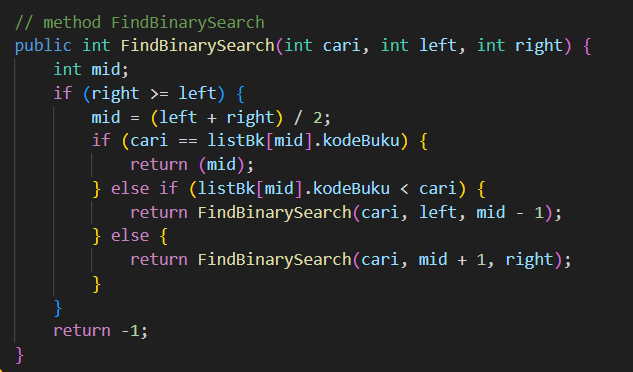 // method FindBinarySearch
public int FindBinarySearch(int cari, int left, int right) {
    int mid;
    if (right >= left) {
        mid = (left + right) / 2;
        if (cari == listBk[mid].kodeBuku) {
            return (mid);
        } else if (listBk[mid].kodeBuku < cari) {
            return FindBinarySearch(cari, left, mid - 1);
        } else {
            return FindBinarySearch(cari, mid + 1, right);
        }
    }
    return -1;
}